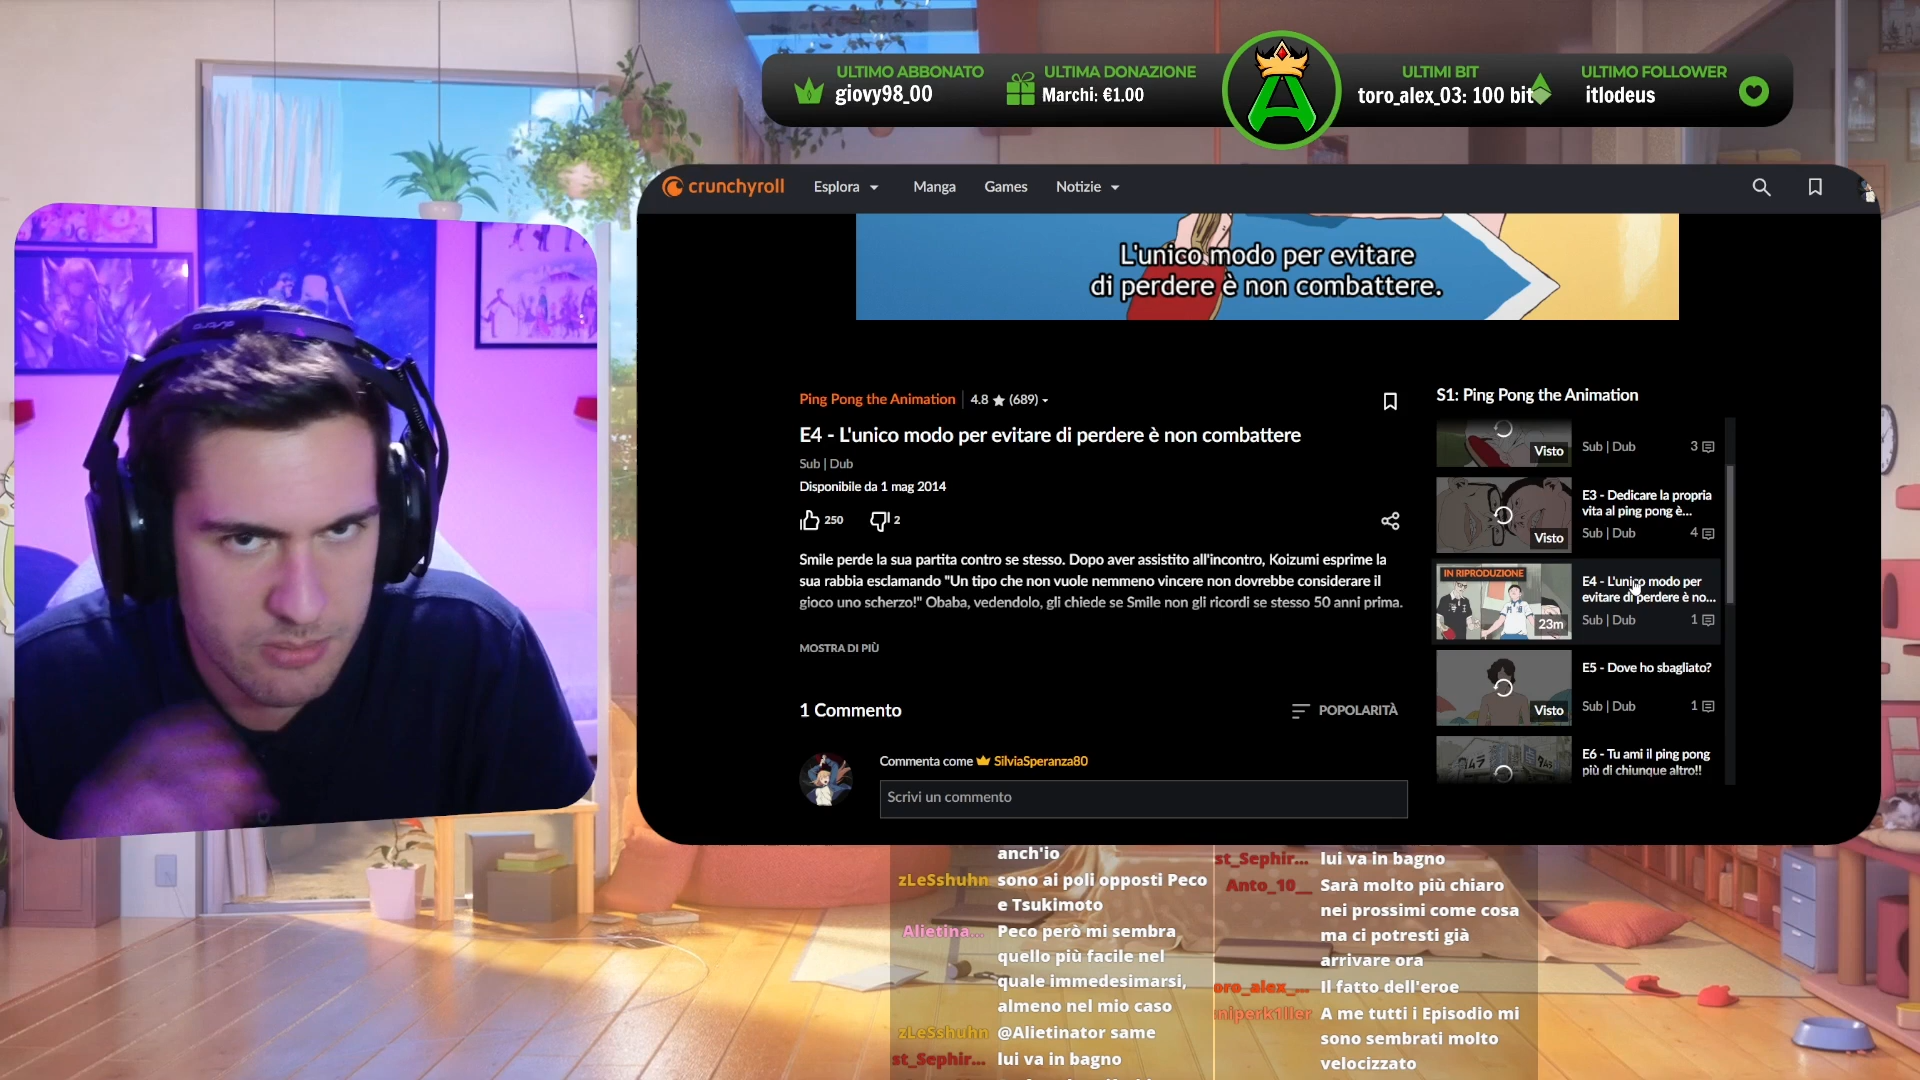 ULTIMO ABBONATO
giovy98_00
ULTIMA DONAZIONE
Marchi: €1.00
ULTIMI BIT
toro_alex_03: 100 bit
ULTIMO FOLLOWER
itlodeus
crunchyroll
Esplora
Manga
Games
Notizie
L'unico modo per evitare
di perdere è non combattere.
Ping Pong the Animation
4.8 ★ (689)
E4 - L'unico modo per evitare di perdere è non combattere
Sub | Dub
Disponibile da 1 mag 2014
250
2
Smile perde la sua partita contro se stesso. Dopo aver assistito all'incontro, Koizumi esprime la
sua rabbia esclamando "Un tipo che non vuole nemmeno vincere non dovrebbe considerare il
gioco uno scherzo!" Obaba, vedendolo, gli chiede se Smile non gli ricordi se stesso 50 anni prima.
MOSTRA DI PIÙ
1 Commento
POPOLARITÀ
Commenta come SilviaSperanza80
Scrivi un commento
S1: Ping Pong the Animation
Visto
Sub | Dub
3
E3 - Dedicare la propria
vita al ping pong è...
Visto
Sub | Dub
4
IN RIPRODUZIONE
E4 - L'unico modo per
evitare di perdere è no...
23m
Sub | Dub
1
E5 - Dove ho sbagliato?
Visto
Sub | Dub
1
E6 - Tu ami il ping pong
più di chiunque altro!!
anch'io
zLeSshuhn sono ai poli opposti Peco
e Tsukimoto
Alietina... Peco però mi sembra
quello più facile nel
quale immedesimarsi,
almeno nel mio caso
zLeSshuhn @Alietinator same
st_Sephir... lui va in bagno
st_Sephir... lui va in bagno
Anto_10__ Sarà molto più chiaro
nei prossimi come cosa
ma ci potresti già
arrivare ora
oro_alex_... Il fatto dell'eroe
niperk1ller A me tutti i Episodio mi
sono sembrati molto
velocizzato